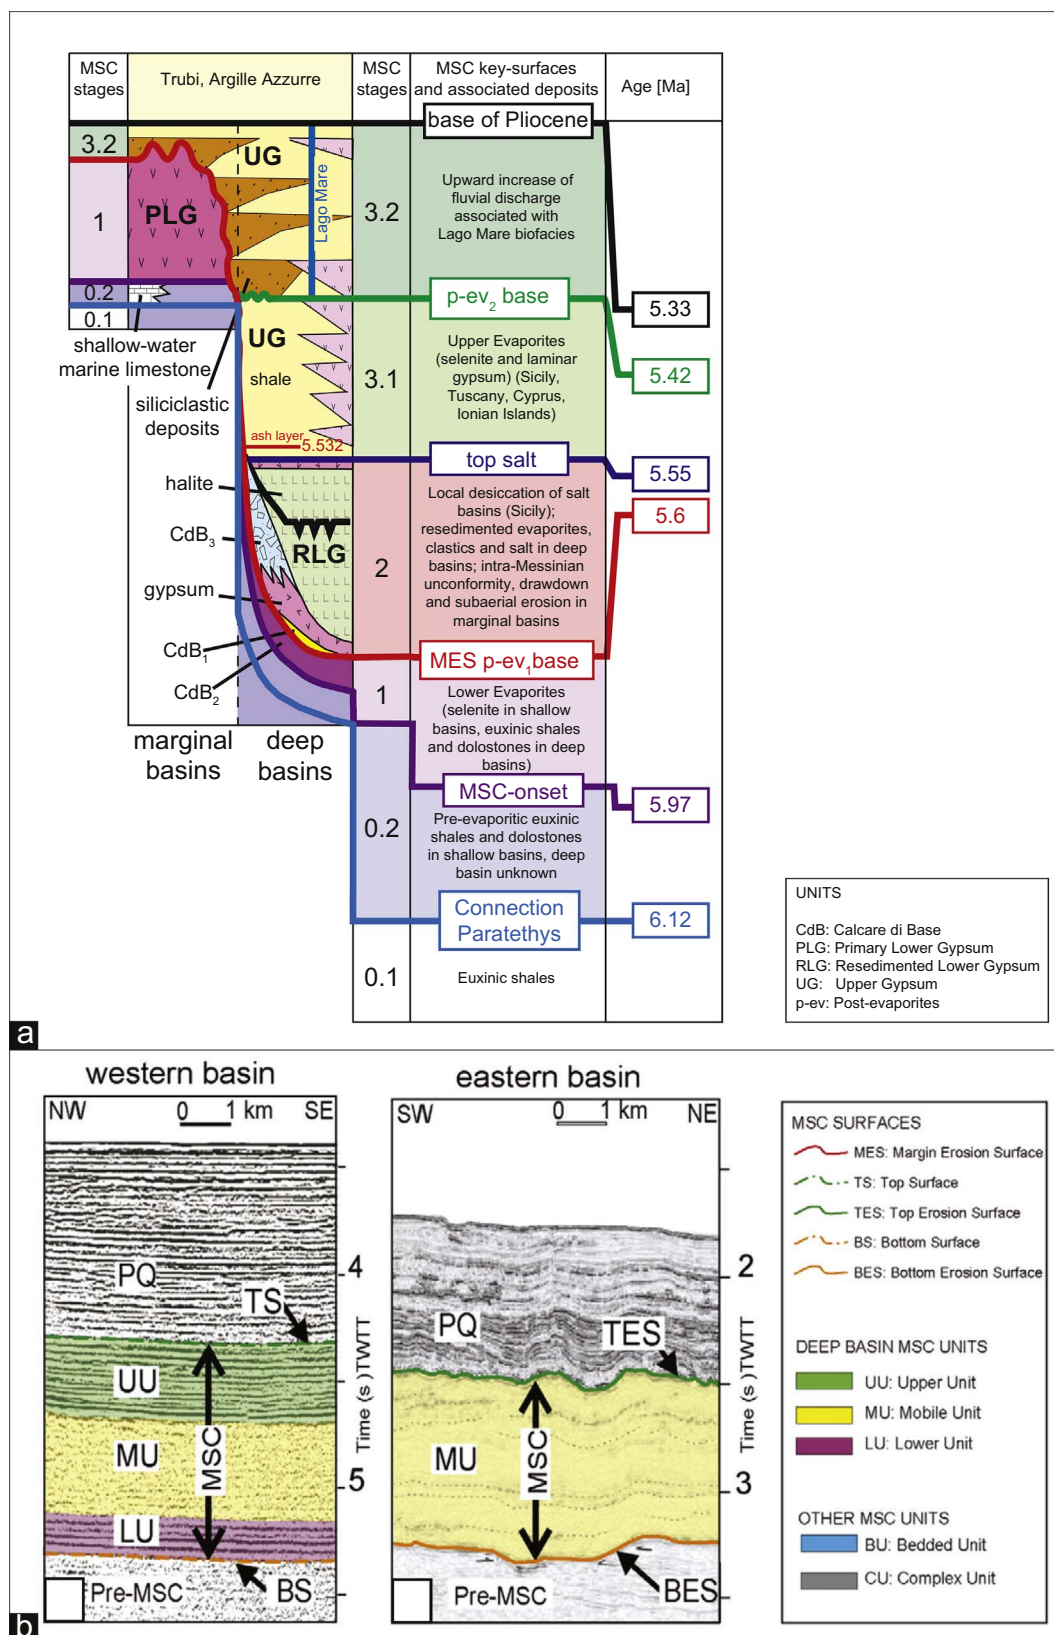 MSC
stages
Trubi, Argille Azzurre
MSC
stages
MSC key-surfaces
and associated deposits
Age [Ma]
base of Pliocene
3.2
UG
Lago Mare
PLG
1
3.2
Upward increase of
fluvial discharge
associated with
Lago Mare biofacies
0.2
0.1
p-ev2 base
5.33
shallow-water
marine limestone
UG
shale
siliciclastic
deposits
3.1
Upper Evaporites
(selenite and laminar
gypsum) (Sicily,
Tuscany, Cyprus,
Ionian Islands)
5.42
ash layer 5.532
top salt
5.55
halite
CdB3
RLG
gypsum
CdB1
CdB2
2
Local desiccation of salt
basins (Sicily);
resedimented evaporites,
clastics and salt in deep
basins; intra-Messinian
unconformity, drawdown
and subaerial erosion in
marginal basins
5.6
MES p-ev1base
1
Lower Evaporites
(selenite in shallow
basins, euxinic shales
and dolostones in deep
basins)
marginal
basins
deep
basins
MSC-onset
5.97
0.2
Pre-evaporitic euxinic
shales and dolostones
in shallow basins, deep
basin unknown
Connection
Paratethys
6.12
0.1
Euxinic shales
UNITS
CdB: Calcare di Base
PLG: Primary Lower Gypsum
RLG: Resedimented Lower Gypsum
UG: Upper Gypsum
p-ev: Post-evaporites
a
western basin
NW
0 1 km
SE
PQ
TS
UU
MU
MSC
LU
Pre-MSC
BS
4
5
Time (s)TWTT
eastern basin
SW
0 1 km
NE
PQ
TES
MU
MSC
Pre-MSC
BES
2
3
Time (s)TWTT
MSC SURFACES
MES: Margin Erosion Surface
TS: Top Surface
TES: Top Erosion Surface
BS: Bottom Surface
BES: Bottom Erosion Surface
DEEP BASIN MSC UNITS
UU: Upper Unit
MU: Mobile Unit
LU: Lower Unit
OTHER MSC UNITS
BU: Bedded Unit
CU: Complex Unit
b